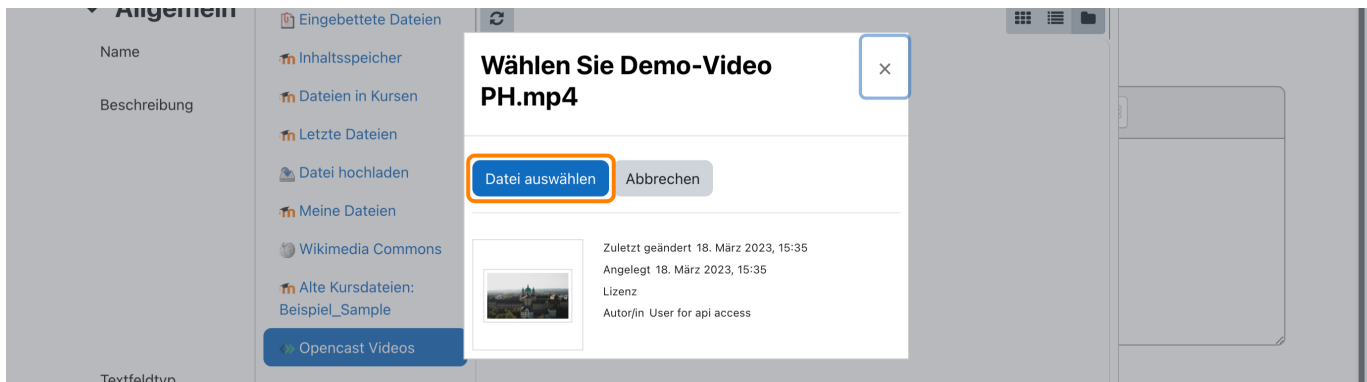 Allgemein
Name
Beschreibung
Textfeldtyp
Eingebettete Dateien
Inhaltsspeicher
Dateien in Kursen
Letzte Dateien
Datei hochladen
Meine Dateien
Wikimedia Commons
Alte Kursdateien:
Beispiel_Sample
Opencast Videos
Wählen Sie Demo-Video
PH.mp4
×
Datei auswählen
Abbrechen
Zuletzt geändert 18. März 2023, 15:35
Angelegt 18. März 2023, 15:35
Lizenz
Autor/in User for api access